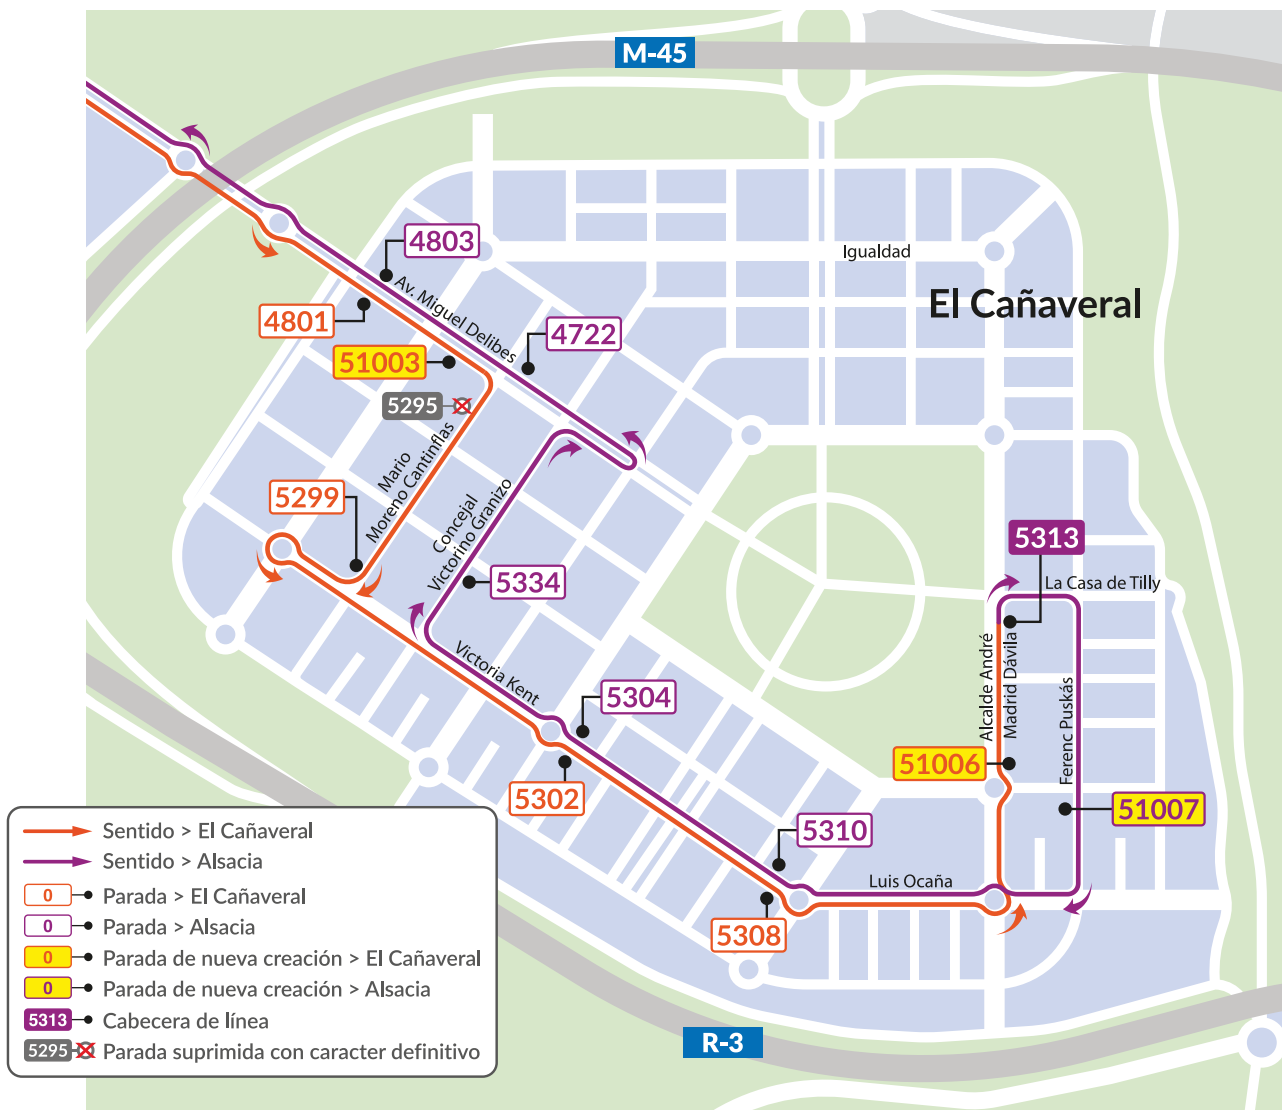 M-45
4803
Igualdad
El Cañaveral
4801
Av. Miguel Delibes
4722
51003
5295
Mario
Moreno Cantinflas
5299
Concejal
Victorino Granizo
5313
5334
La Casa de Tilly
Alcalde André
Madrid Dávila
Victoria Kent
5304
Ferenc Puskás
51006
5302
51007
5310
Luis Ocaña
5308
R-3
Sentido > El Cañaveral
Sentido > Alsacia
0 Parada > El Cañaveral
0 Parada > Alsacia
0 Parada de nueva creación > El Cañaveral
0 Parada de nueva creación > Alsacia
5313 Cabecera de línea
5295 Parada suprimida con caracter definitivo